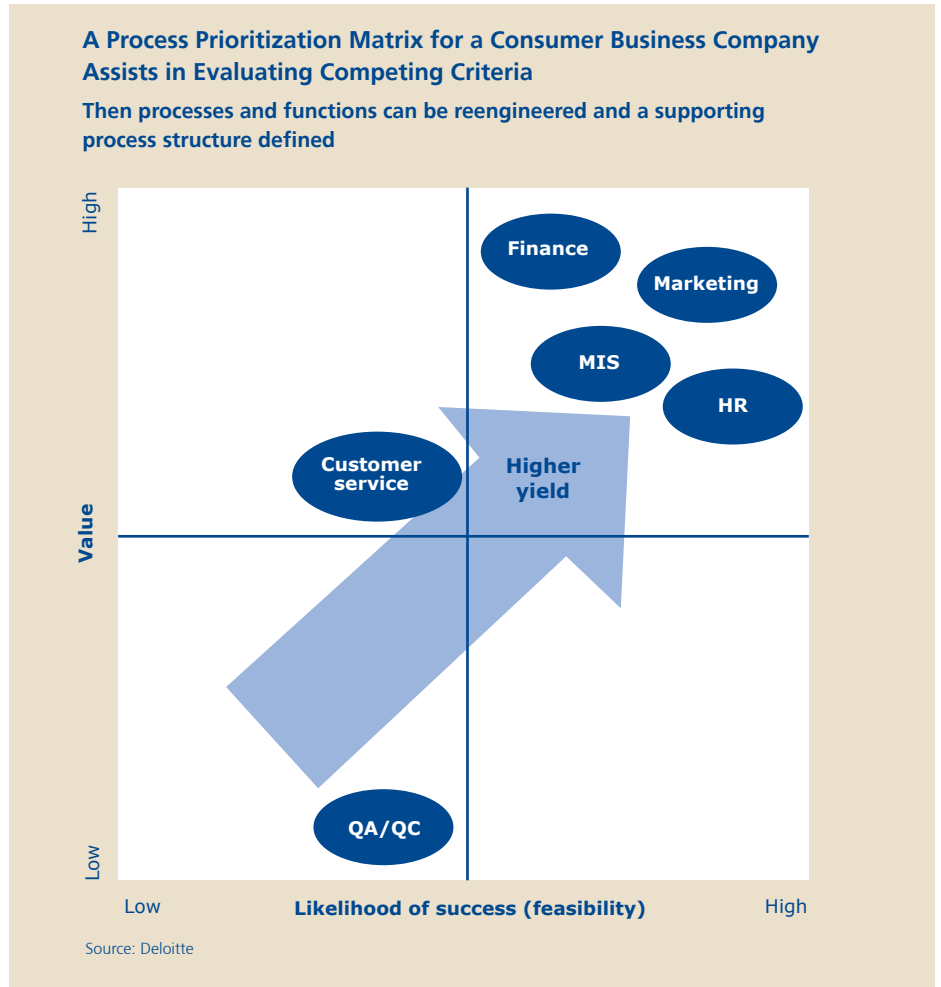 A Process Prioritization Matrix for a Consumer Business Company
Assists in Evaluating Competing Criteria
Then processes and functions can be reengineered and a supporting
process structure defined
High
Finance
Marketing
MIS
HR
Customer
service
Higher
yield
Value
QA/QC
Low
Low
Likelihood of success (feasibility)
High
Source: Deloitte